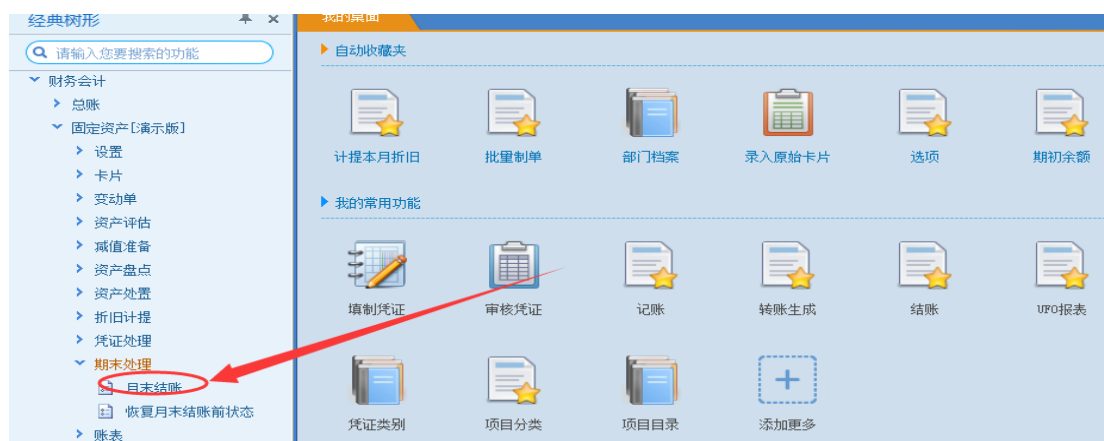 经典树形
我的桌面
请输入您要搜索的功能
财务会计
总账
固定资产[演示版]
设置
卡片
变动单
资产评估
减值准备
资产盘点
资产处置
折旧计提
凭证处理
期末处理
月末结账
恢复月末结账前状态
账表
自动收藏夹
计提本月折旧
批量制单
部门档案
录入原始卡片
选项
期初余额
我的常用功能
填制凭证
审核凭证
记账
转账生成
结账
UFO报表
凭证类别
项目分类
项目目录
添加更多